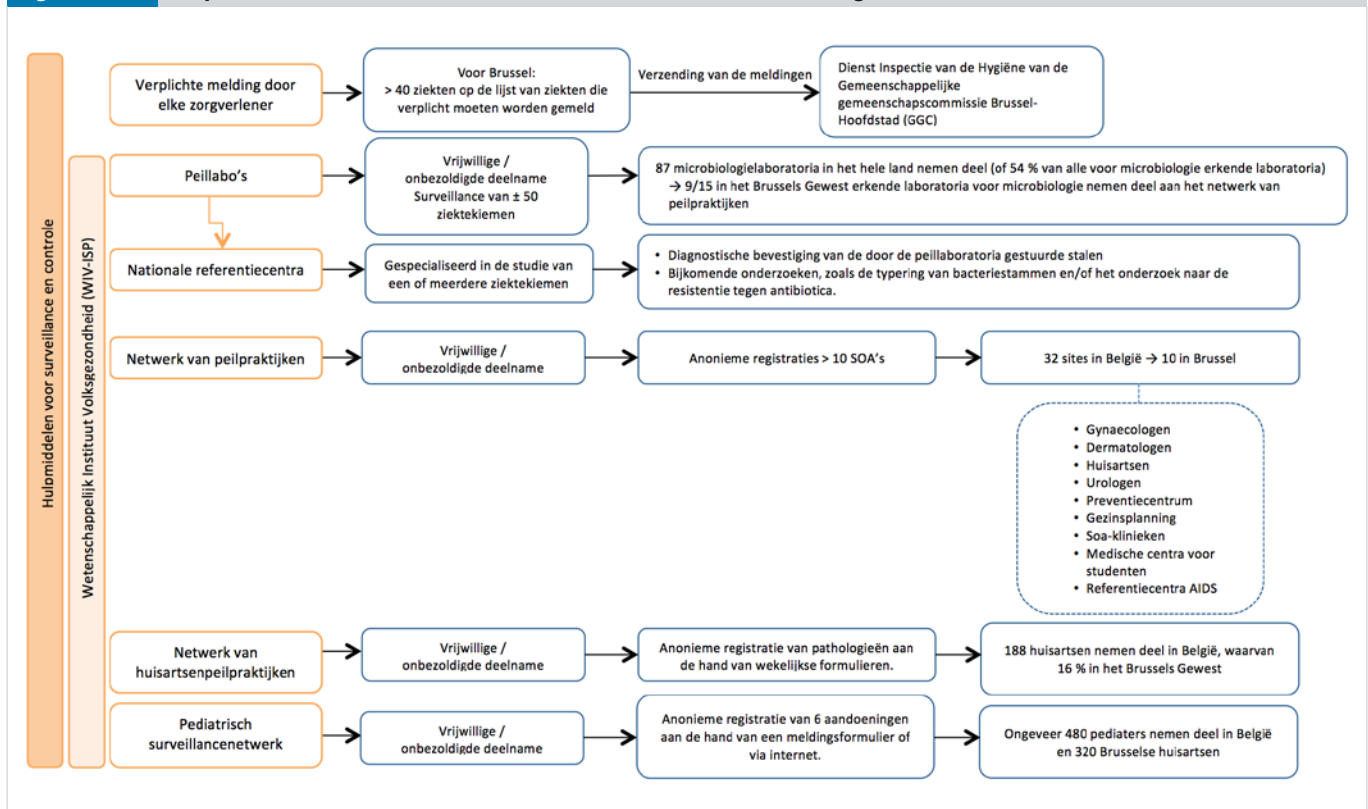 Hulpmiddelen voor surveillance en controle
Wetenschappelijk Instituut Volksgezondheid (WIV-ISP)
Verplichte melding door
elke zorgverlener
Voor Brussel:
> 40 ziekten op de lijst van ziekten die
verplicht moeten worden gemeld
Verzending van de meldingen
Dienst Inspectie van de Hygiëne van de
Gemeenschappelijke
gemeenschapscommissie Brussel-
Hoofdstad (GGC)
Peillabo's
Vrijwillige /
onbezoldigde deelname
Surveillance van ± 50
ziektekiemen
87 microbiologielaboratoria in het hele land nemen deel (of 54 % van alle voor microbiologie erkende laboratoria)
→ 9/15 in het Brussels Gewest erkende laboratoria voor microbiologie nemen deel aan het netwerk van
peilpraktijken
Nationale referentiecentra
Gespecialiseerd in de studie van
een of meerdere ziektekiemen
• Diagnostische bevestiging van de door de peillaboratoria gestuurde stalen
• Bijkomende onderzoeken, zoals de typering van bacteriestammen en/of het onderzoek naar de
resistentie tegen antibiotica.
Netwerk van peilpraktijken
Vrijwillige /
onbezoldigde deelname
Anonieme registraties > 10 SOA's
32 sites in België → 10 in Brussel
• Gynaecologen
• Dermatologen
• Huisartsen
• Urologen
• Preventiecentrum
• Gezinsplanning
• Soa-klinieken
• Medische centra voor
studenten
• Referentiecentra AIDS
Netwerk van
huisartsenpeilpraktijken
Vrijwillige /
onbezoldigde deelname
Anonieme registratie van pathologieën aan
de hand van wekelijkse formulieren.
188 huisartsen nemen deel in België, waarvan
16 % in het Brussels Gewest
Pediatrisch
surveillancenetwerk
Vrijwillige /
onbezoldigde deelname
Anonieme registratie van 6 aandoeningen
aan de hand van een meldingsformulier of
via internet.
Ongeveer 480 pediaters nemen deel in België
en 320 Brusselse huisartsen